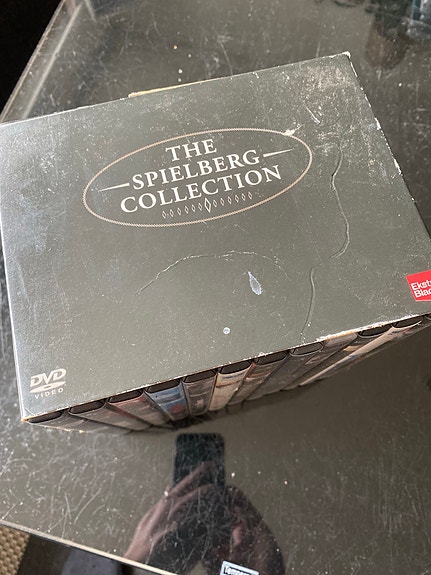 THE
SPIELBERG
COLLECTION
DVD
VIDEO